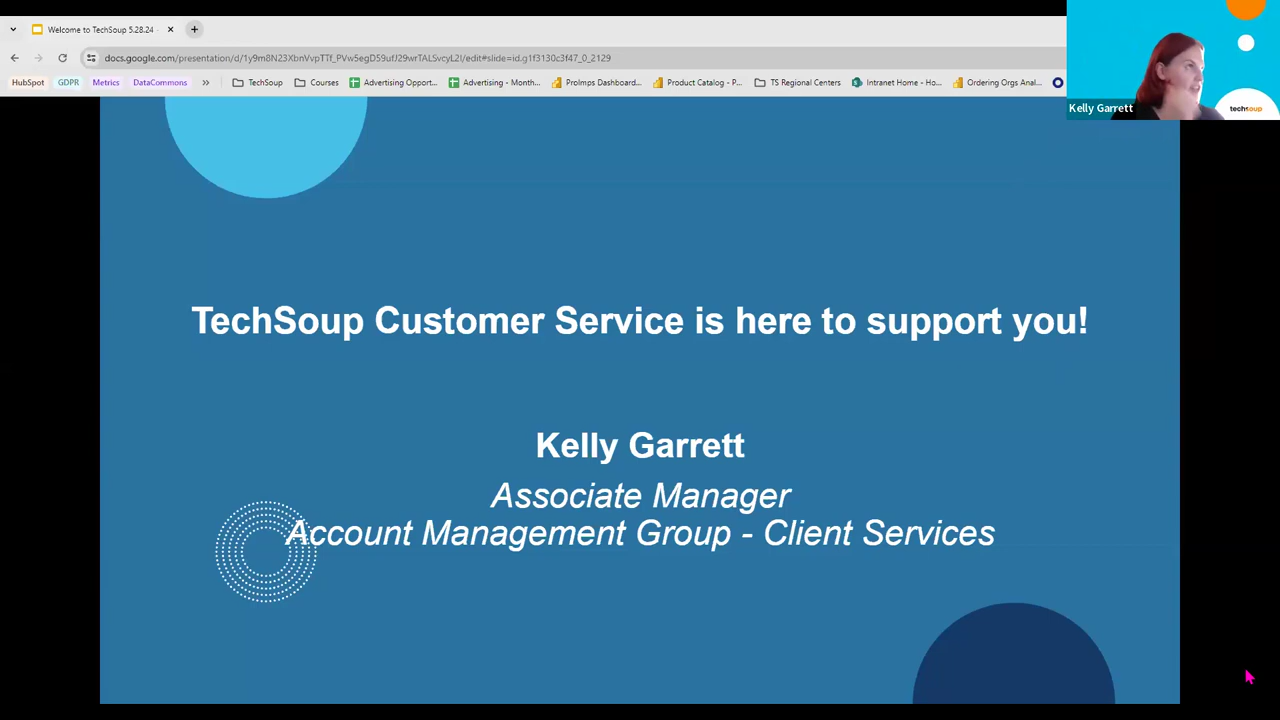 Welcome to TechSoup 5.28.24 -
docs.google.com/presentation/d/1y9m8N23XbnVvpTTf_PVw5egD59ufJ29wrTALSvcyL2I/edit#slide=id.g1f3130c3f47_0_2129
HubSpot GDPR Metrics DataCommons » TechSoup Courses Advertising Opport... Advertising - Month... ProImps Dashboard... Product Catalog - P... TS Regional Centers Intranet Home - Ho... Ordering Orgs Anal...
Kelly Garrett
techsoup
TechSoup Customer Service is here to support you!
Kelly Garrett
Associate Manager
Account Management Group - Client Services